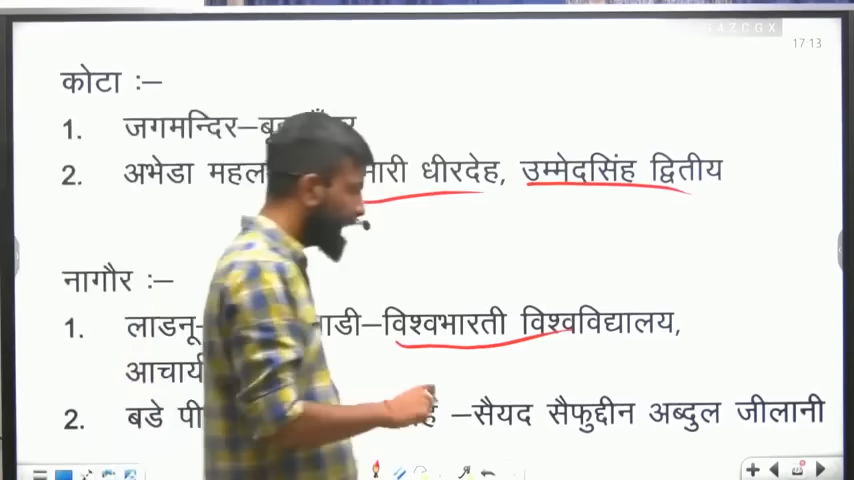 AZCGX
17:13
कोटा :–
1. जगमन्दिर–
2. अभेडा महल धीरदेह, उम्मेदसिंह द्वितीय
नागौर :–
1. लाडनू– विश्वभारती विश्वविद्यालय,
आचार्य
2. बडे –सैयद सैफुद्दीन अब्दुल जीलानी